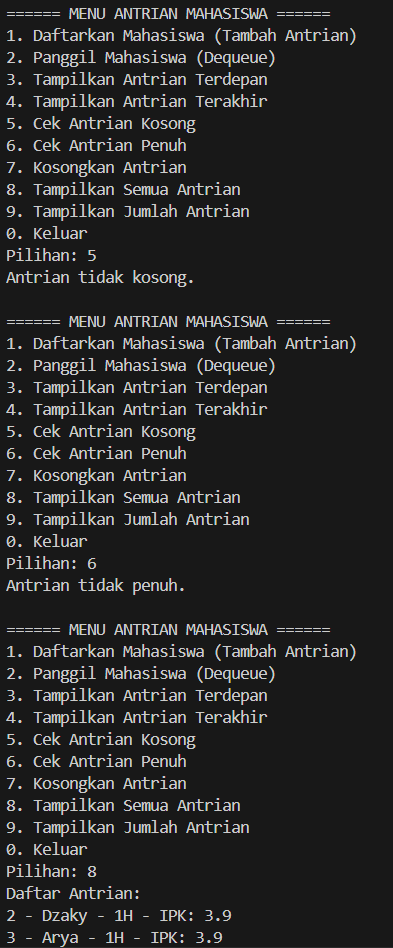 ====== MENU ANTRIAN MAHASISWA ======
1. Daftarkan Mahasiswa (Tambah Antrian)
2. Panggil Mahasiswa (Dequeue)
3. Tampilkan Antrian Terdepan
4. Tampilkan Antrian Terakhir
5. Cek Antrian Kosong
6. Cek Antrian Penuh
7. Kosongkan Antrian
8. Tampilkan Semua Antrian
9. Tampilkan Jumlah Antrian
0. Keluar
Pilihan: 5
Antrian tidak kosong.

====== MENU ANTRIAN MAHASISWA ======
1. Daftarkan Mahasiswa (Tambah Antrian)
2. Panggil Mahasiswa (Dequeue)
3. Tampilkan Antrian Terdepan
4. Tampilkan Antrian Terakhir
5. Cek Antrian Kosong
6. Cek Antrian Penuh
7. Kosongkan Antrian
8. Tampilkan Semua Antrian
9. Tampilkan Jumlah Antrian
0. Keluar
Pilihan: 6
Antrian tidak penuh.

====== MENU ANTRIAN MAHASISWA ======
1. Daftarkan Mahasiswa (Tambah Antrian)
2. Panggil Mahasiswa (Dequeue)
3. Tampilkan Antrian Terdepan
4. Tampilkan Antrian Terakhir
5. Cek Antrian Kosong
6. Cek Antrian Penuh
7. Kosongkan Antrian
8. Tampilkan Semua Antrian
9. Tampilkan Jumlah Antrian
0. Keluar
Pilihan: 8
Daftar Antrian:
2 - Dzaky - 1H - IPK: 3.9
3 - Arya - 1H - IPK: 3.9